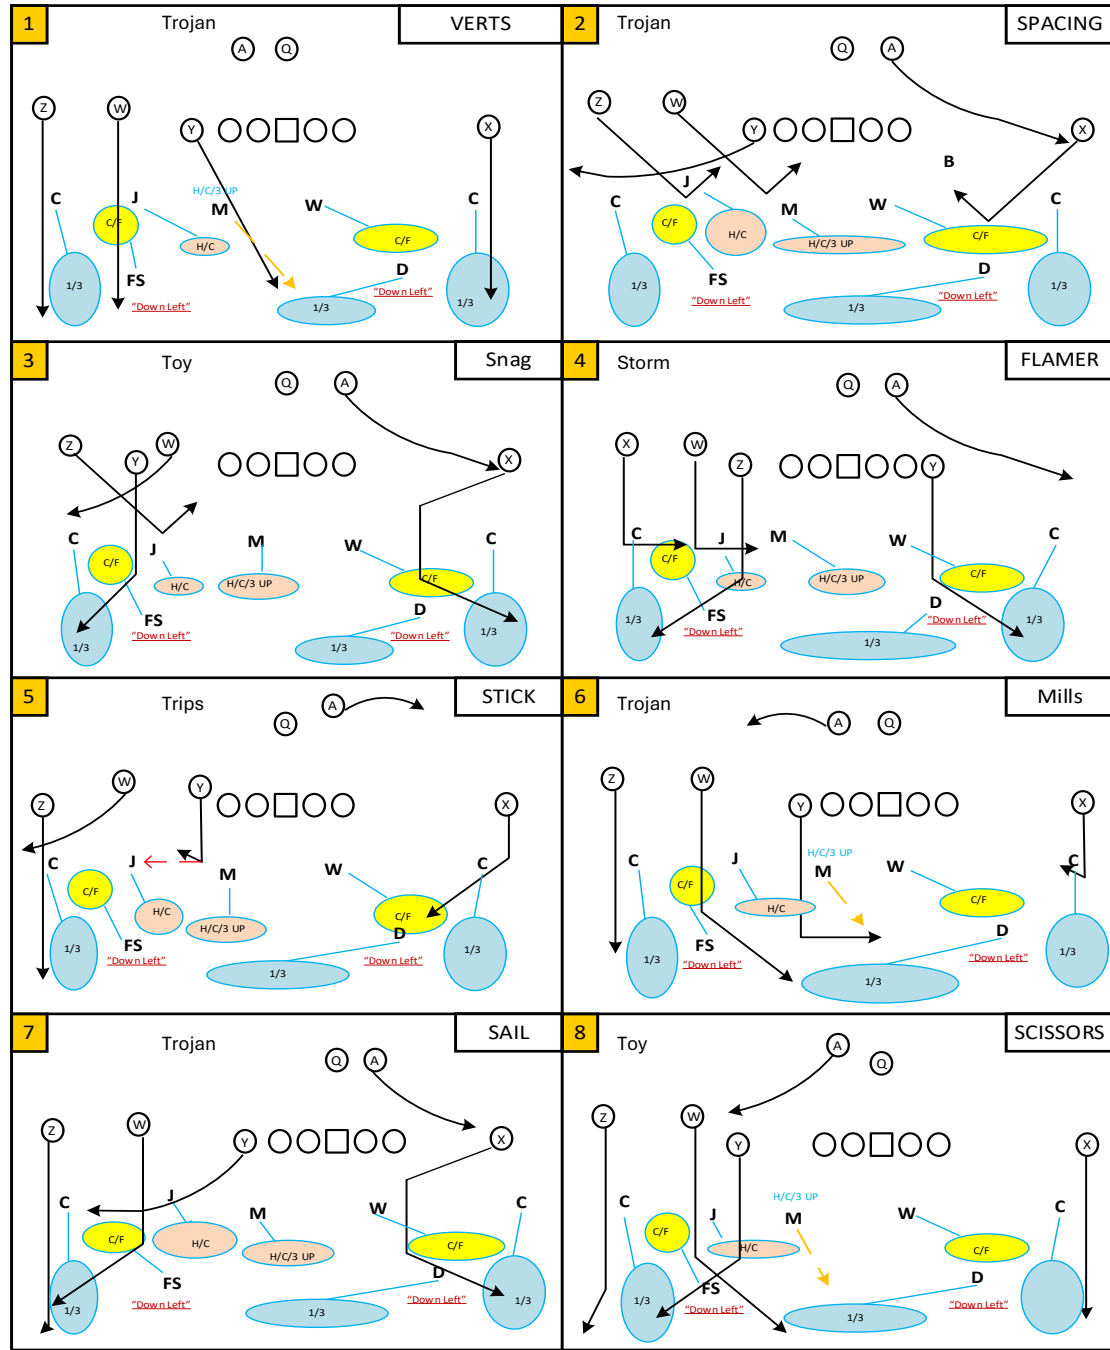 1 Trojan VERTS
A Q
Z W Y X
H/C/3 UP
C J M W C
C/F H/C C/F
FS D
1/3 1/3 1/3
"Down Left" "Down Left"
2 Trojan SPACING
Q A
Z W Y X
B
J
C M W C
C/F H/C H/C/3 UP C/F
FS D
1/3 1/3 1/3
"Down Left" "Down Left"
3 Toy Snag
Q A
Z W Y X
C J M W C
C/F H/C H/C/3 UP C/F
FS D
1/3 1/3 1/3
"Down Left" "Down Left"
4 Storm FLAMER
Q A
X W Z Y
C J M W C
C/F H/C H/C/3 UP C/F
FS D
1/3 1/3 1/3
"Down Left" "Down Left"
5 Trips STICK
A
Q
Z W Y X
C J M W C
C/F H/C H/C/3 UP C/F
FS D
1/3 1/3 1/3
"Down Left" "Down Left"
6 Trojan Mills
A Q
Z W Y X
H/C/3 UP
C J M W C
C/F H/C C/F
FS D
1/3 1/3 1/3
"Down Left" "Down Left"
7 Trojan SAIL
Q A
Z W Y X
C J M W C
C/F H/C H/C/3 UP C/F
FS D
1/3 1/3 1/3
"Down Left" "Down Left"
8 Toy SCISSORS
A
Q
Z W Y X
H/C/3 UP
C J M W C
C/F H/C C/F
FS D
1/3 1/3 1/3
"Down Left" "Down Left"